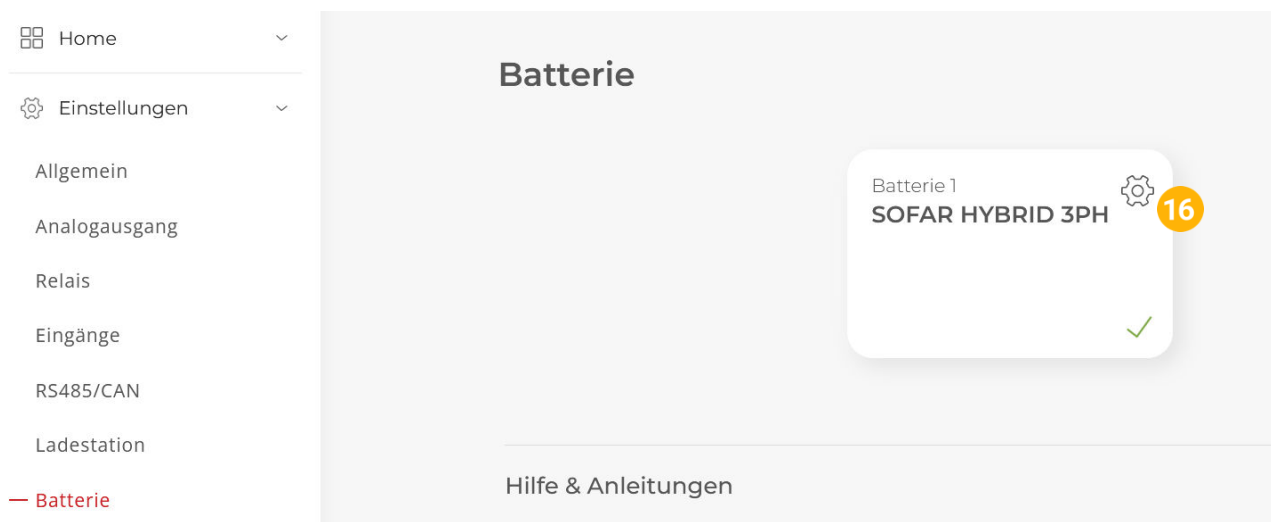 Home
Einstellungen
Allgemein
Analogausgang
Relais
Eingänge
RS485/CAN
Ladestation
Batterie
Batterie
Batterie 1
SOFAR HYBRID 3PH
16
Hilfe & Anleitungen